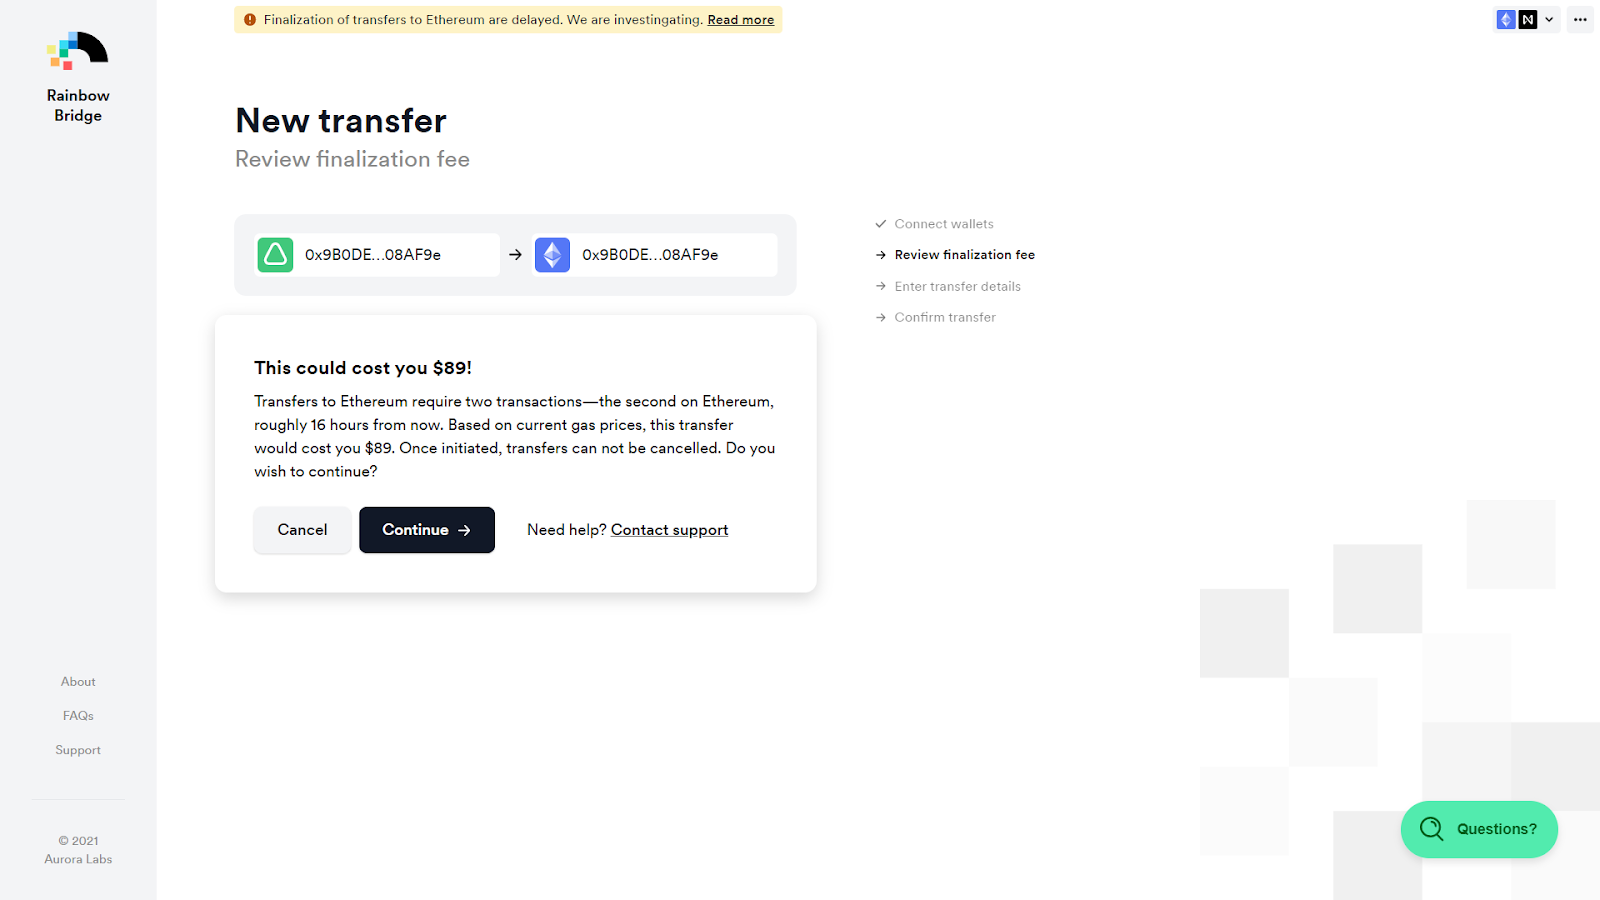 Finalization of transfers to Ethereum are delayed. We are investingating. Read more
Rainbow
Bridge
New transfer
Review finalization fee
0x9B0DE...08AF9e → 0x9B0DE...08AF9e
Connect wallets
→ Review finalization fee
→ Enter transfer details
→ Confirm transfer
This could cost you $89!
Transfers to Ethereum require two transactions—the second on Ethereum,
roughly 16 hours from now. Based on current gas prices, this transfer
would cost you $89. Once initiated, transfers can not be cancelled. Do you
wish to continue?
Cancel
Continue →
Need help? Contact support
About
FAQs
Support
© 2021
Aurora Labs
Questions?